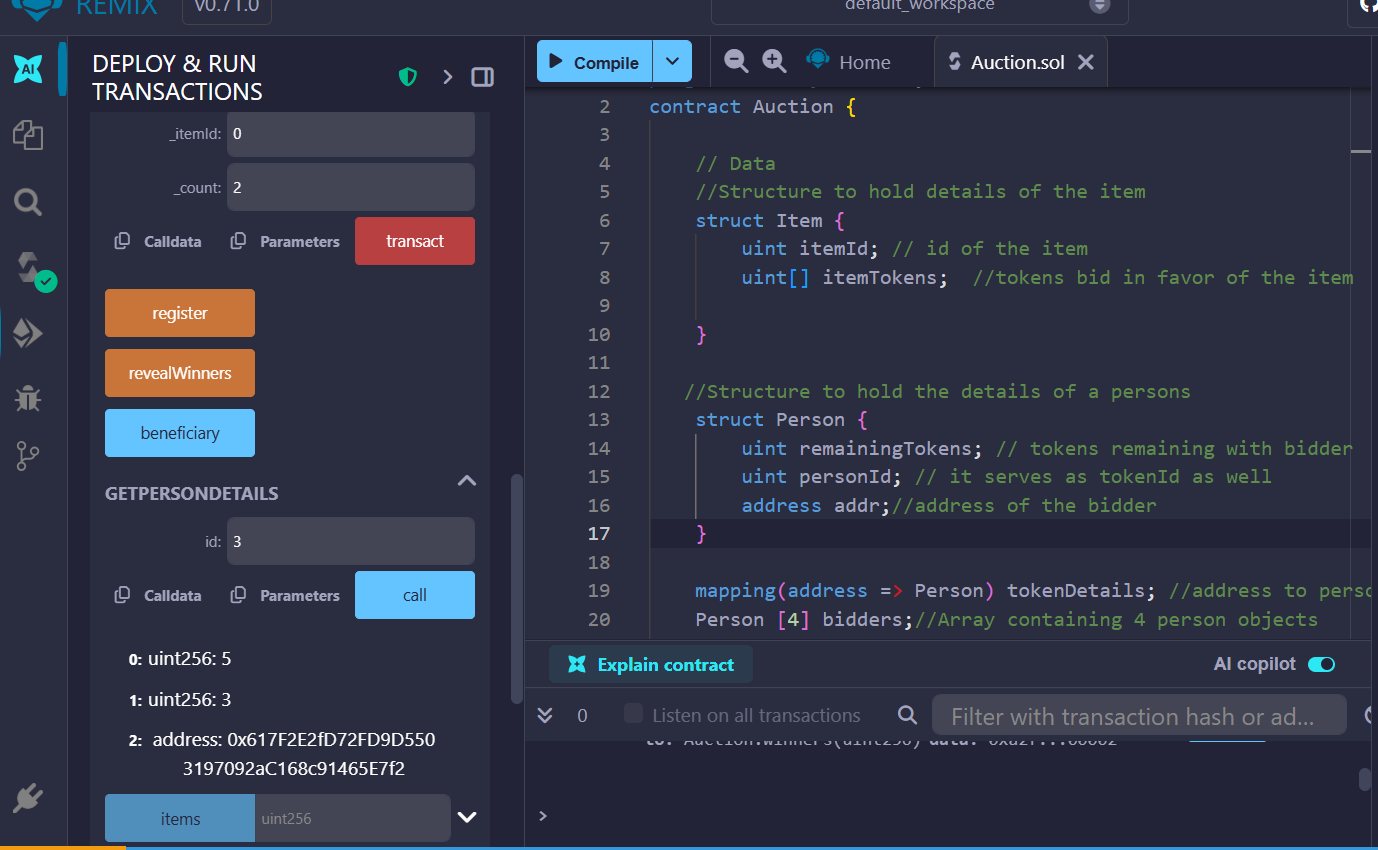 REMIX
v0.71.0
default_workspace
AI
DEPLOY & RUN
TRANSACTIONS
_itemId: 0
_count: 2
Calldata Parameters transact
register
revealWinners
beneficiary
GETPERSONDETAILS
id: 3
Calldata Parameters call
0: uint256: 5
1: uint256: 3
2: address: 0x617F2E2fD72FD9D550
3197092aC168c91465E7f2
items uint256
Compile Home Auction.sol
2 contract Auction {
3
4 // Data
5 //Structure to hold details of the item
6 struct Item {
7 uint itemId; // id of the item
8 uint[] itemTokens; //tokens bid in favor of the item
9
10 }
11
12 //Structure to hold the details of a persons
13 struct Person {
14 uint remainingTokens; // tokens remaining with bidder
15 uint personId; // it serves as tokenId as well
16 address addr;//address of the bidder
17 }
18
19 mapping(address => Person) tokenDetails; //address to perso
20 Person [4] bidders;//Array containing 4 person objects
Explain contract AI copilot
0 Listen on all transactions Filter with transaction hash or ad...
to: Auction.winners(uint256) data: 0xa2f...00002
>